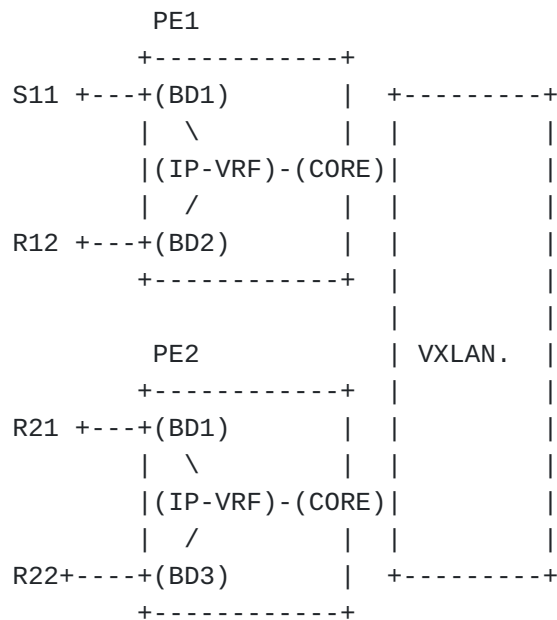 PE1
+------------+
S11 +---+(BD1)       |  +---------+
|  \         |  |         |
|(IP-VRF)-(CORE)|         |
|  /         |  |         |
R12 +---+(BD2)       |  |         |
+------------+  |         |
|         |
PE2             | VXLAN.  |
+------------+  |         |
R21 +---+(BD1)       |  |         |
|  \         |  |         |
|(IP-VRF)-(CORE)|         |
|  /         |  |         |
R22+----+(BD3)       |  +---------+
+------------+